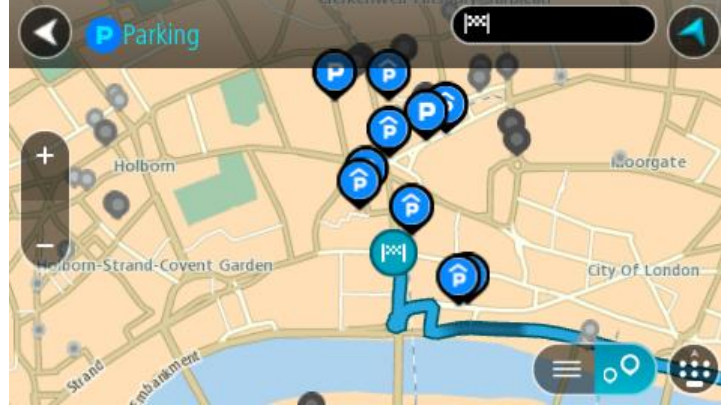 P Parking
Holborn
Moorgate
Holborn-Strand-Covent Garden
City Of London
Strand
Embankment